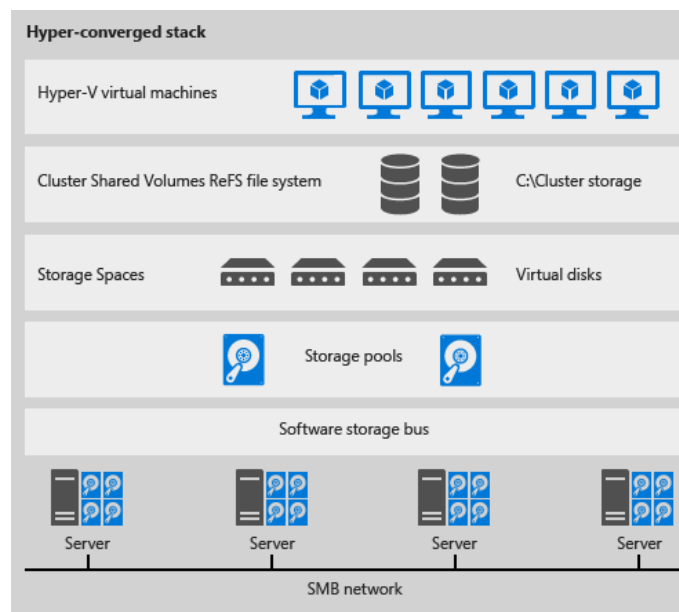 Hyper-converged stack
Hyper-V virtual machines
Cluster Shared Volumes ReFS file system
C:\Cluster storage
Storage Spaces
Virtual disks
Storage pools
Software storage bus
Server
Server
Server
Server
SMB network